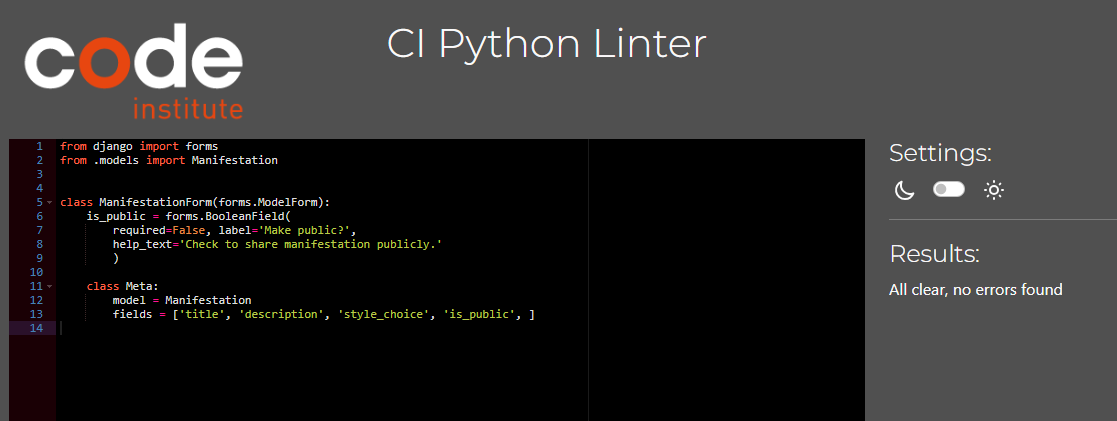 code
institute
CI Python Linter
1 from django import forms
2 from .models import Manifestation
3
4
5 class ManifestationForm(forms.ModelForm):
6     is_public = forms.BooleanField(
7         required=False, label='Make public?',
8         help_text='Check to share manifestation publicly.'
9         )
10
11     class Meta:
12         model = Manifestation
13         fields = ['title', 'description', 'style_choice', 'is_public', ]
14
Settings:
Results:
All clear, no errors found